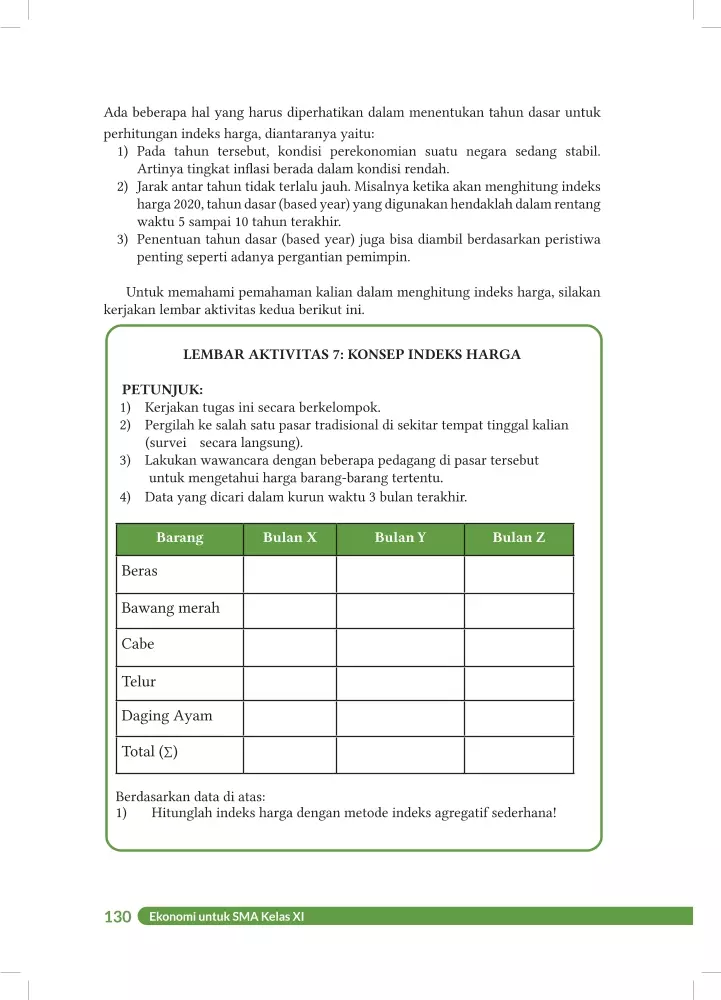 Ada beberapa hal yang harus diperhatikan dalam menentukan tahun dasar untuk
perhitungan indeks harga, diantaranya yaitu:
1) Pada tahun tersebut, kondisi perekonomian suatu negara sedang stabil.
Artinya tingkat inflasi berada dalam kondisi rendah.
2) Jarak antar tahun tidak terlalu jauh. Misalnya ketika akan menghitung indeks
harga 2020, tahun dasar (based year) yang digunakan hendaklah dalam rentang
waktu 5 sampai 10 tahun terakhir.
3) Penentuan tahun dasar (based year) juga bisa diambil berdasarkan peristiwa
penting seperti adanya pergantian pemimpin.
Untuk memahami pemahaman kalian dalam menghitung indeks harga, silakan
kerjakan lembar aktivitas kedua berikut ini.
LEMBAR AKTIVITAS 7: KONSEP INDEKS HARGA
PETUNJUK:
1) Kerjakan tugas ini secara berkelompok.
2) Pergilah ke salah satu pasar tradisional di sekitar tempat tinggal kalian
(survei secara langsung).
3) Lakukan wawancara dengan beberapa pedagang di pasar tersebut
untuk mengetahui harga barang-barang tertentu.
4) Data yang dicari dalam kurun waktu 3 bulan terakhir.
Barang Bulan X Bulan Y Bulan Z
Beras
Bawang merah
Cabe
Telur
Daging Ayam
Total (Σ)
Berdasarkan data di atas:
1) Hitunglah indeks harga dengan metode indeks agregatif sederhana!
130 Ekonomi untuk SMA Kelas XI